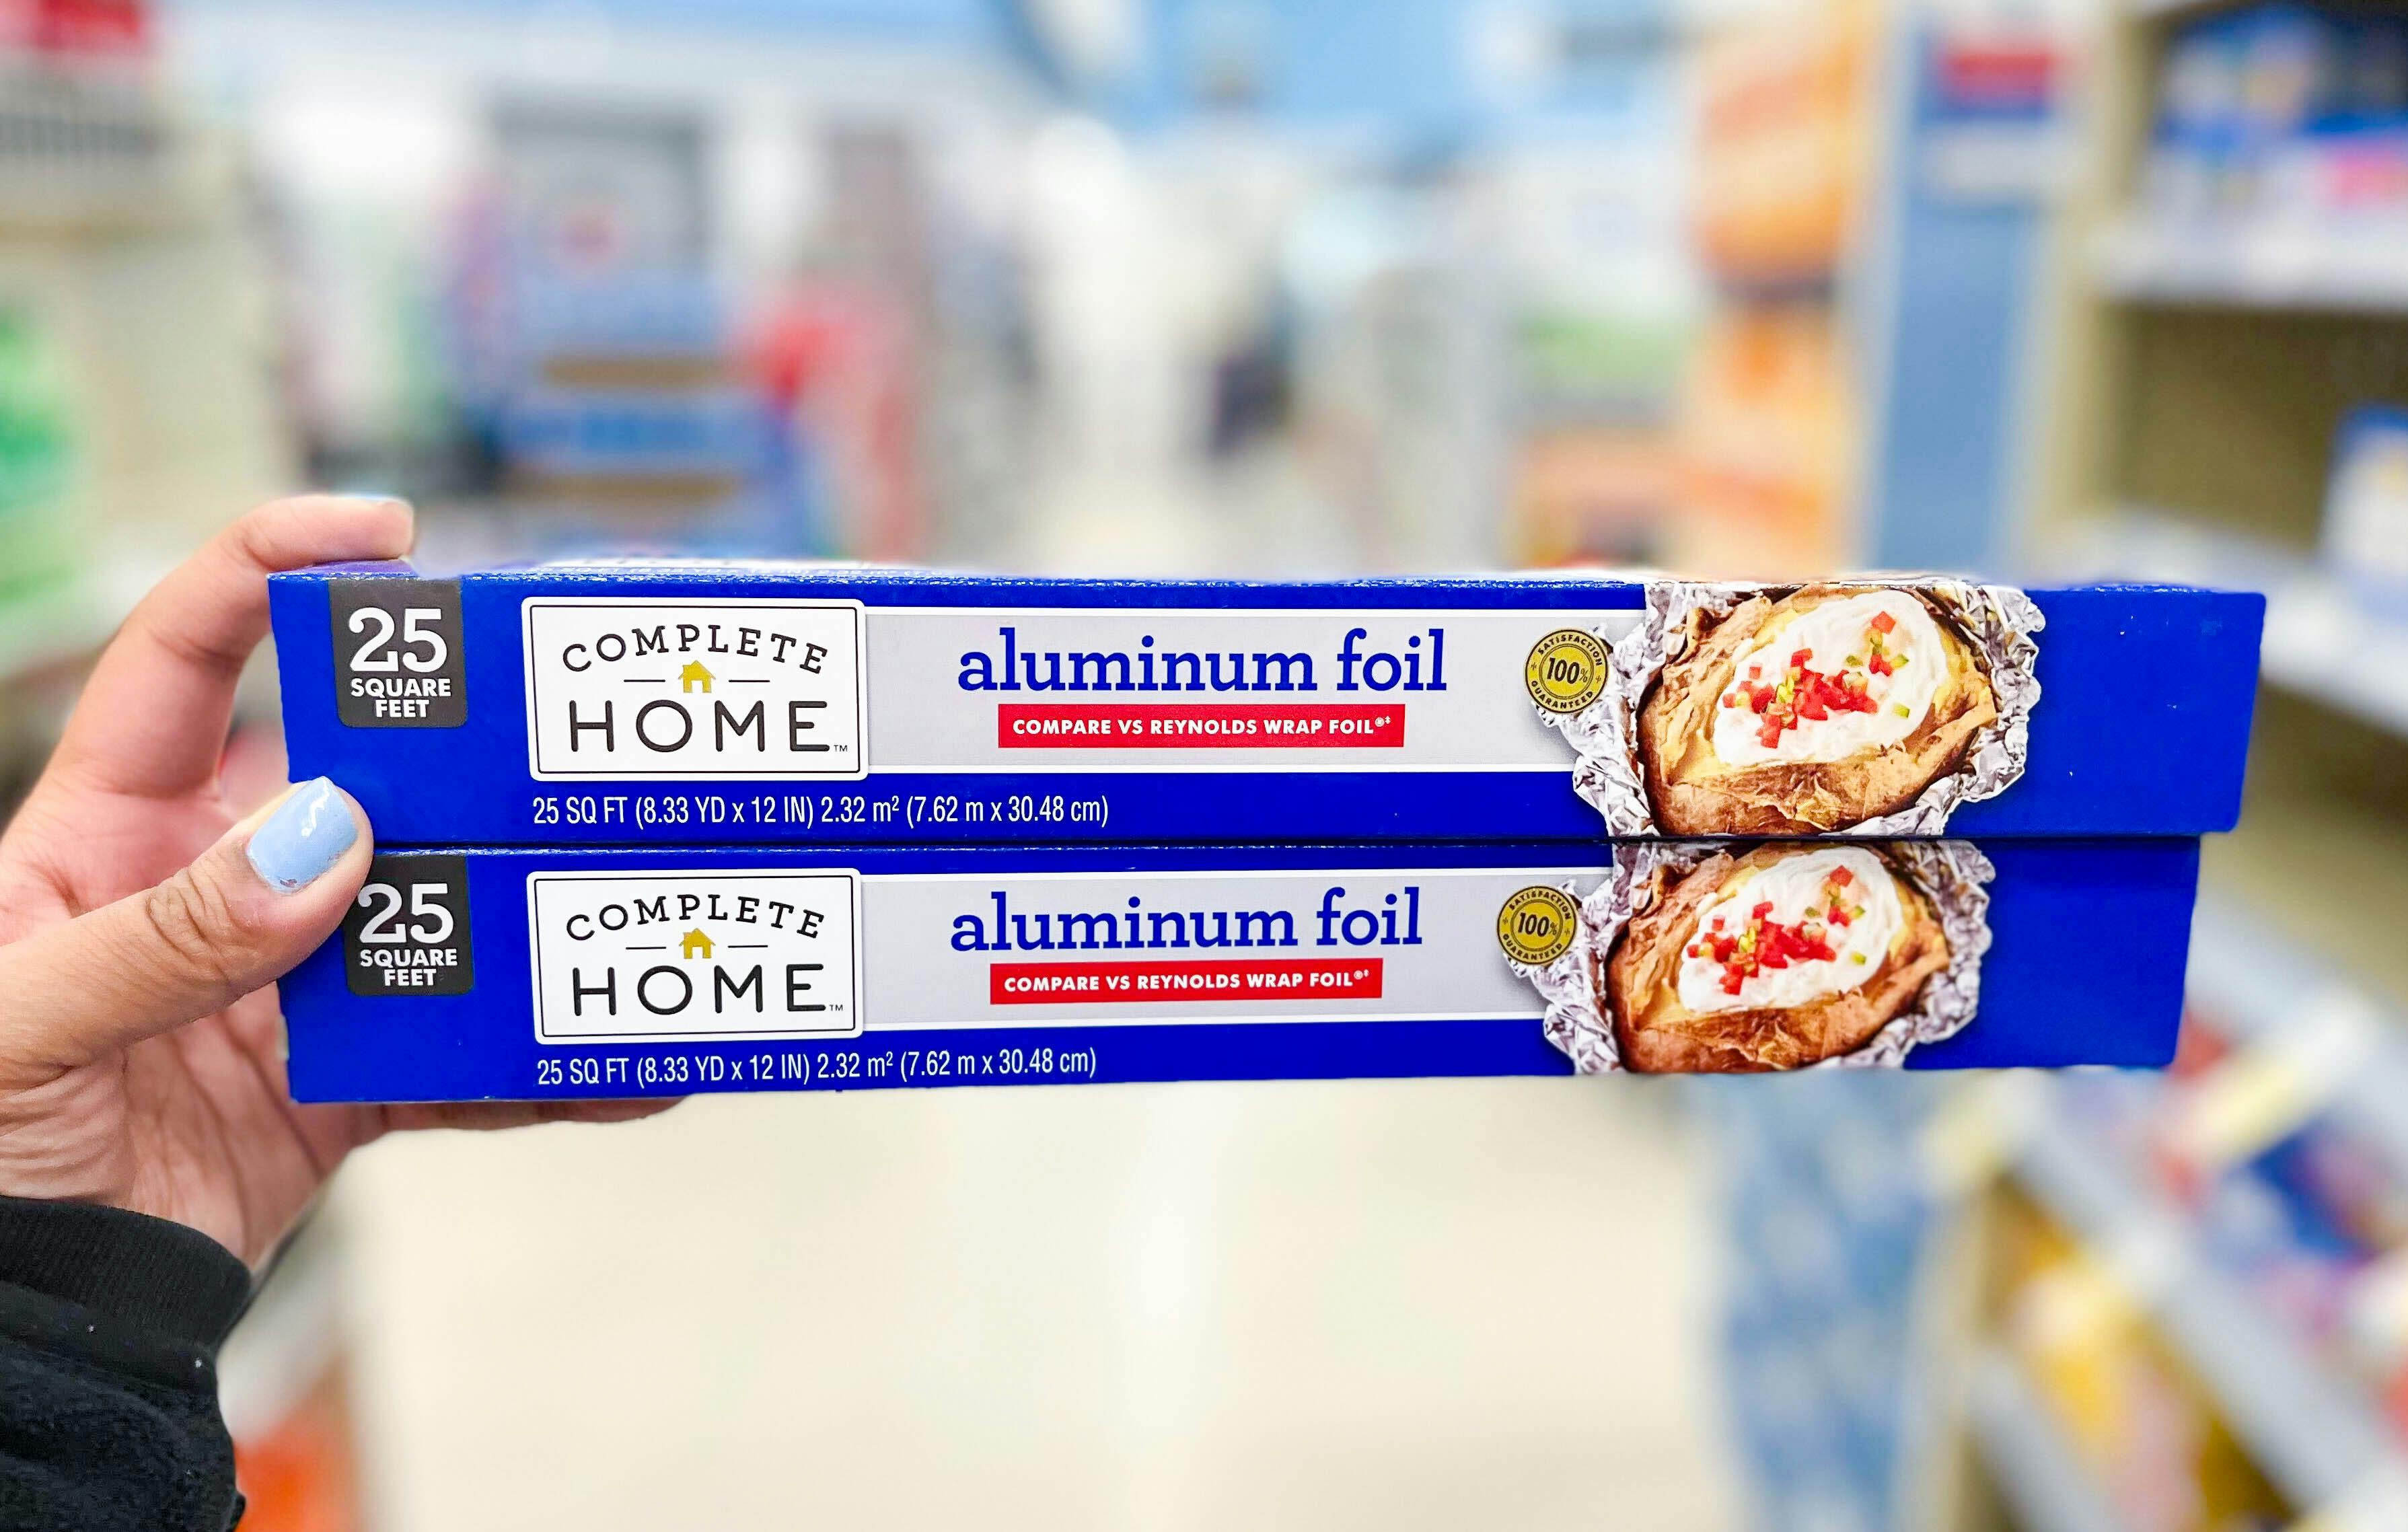 25
SQUARE
FEET
COMPLETE
HOME™
aluminum foil
COMPARE VS REYNOLDS WRAP FOIL®‡
SATISFACTION
100%
GUARANTEED
25 SQ FT (8.33 YD x 12 IN) 2.32 m² (7.62 m x 30.48 cm)
25
SQUARE
FEET
COMPLETE
HOME™
aluminum foil
COMPARE VS REYNOLDS WRAP FOIL®‡
SATISFACTION
100%
GUARANTEED
25 SQ FT (8.33 YD x 12 IN) 2.32 m² (7.62 m x 30.48 cm)